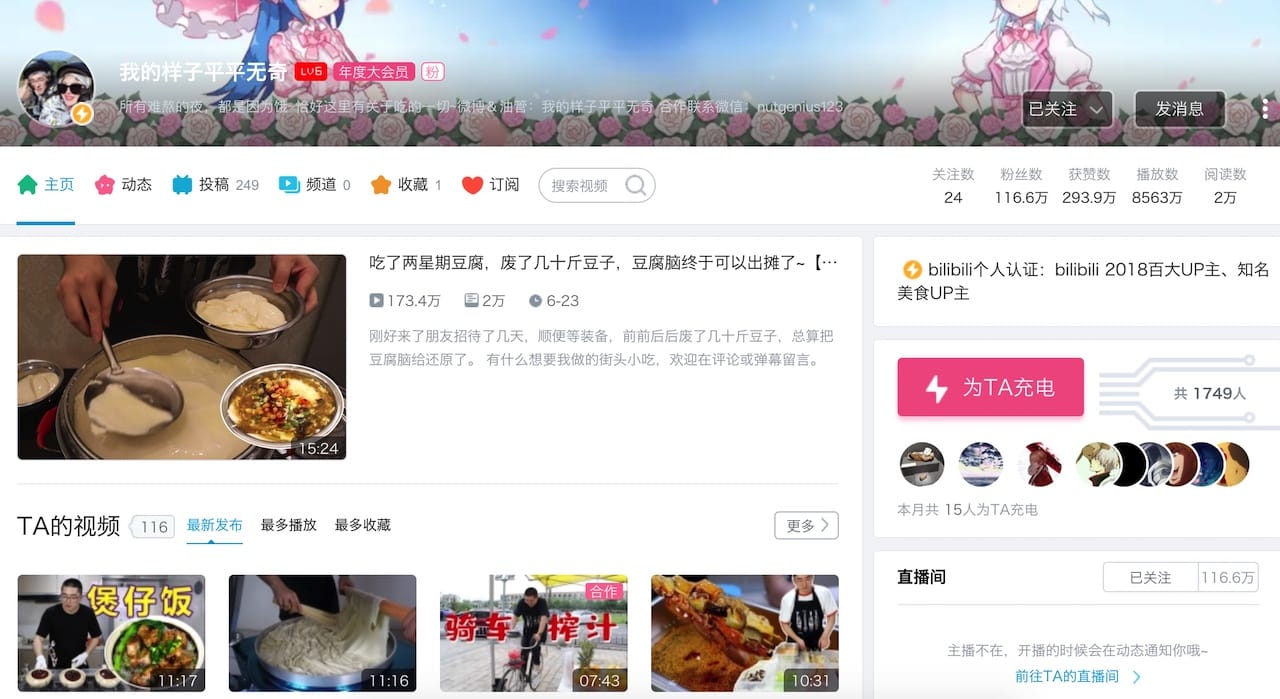 我的样子平平无奇 LV6 年度大会员 粉
所有难熬的夜，都是因为饿~恰好这里有关于吃的一切~微博＆油管：我的样子平平无奇 合作联系微信：nutgenius123
已关注
发消息
主页 动态 投稿 249 频道 0 收藏 1 订阅 搜索视频
关注数 粉丝数 获赞数 播放数 阅读数
24 116.6万 293.9万 8563万 2万
吃了两星期豆腐，废了几十斤豆子，豆腐脑终于可以出摊了~【…
173.4万 2万 6-23
刚好来了朋友招待了几天，顺便等装备，前前后后废了几十斤豆子，总算把
豆腐脑给还原了。 有什么想要我做的街头小吃，欢迎在评论或弹幕留言。
15:24
bilibili个人认证：bilibili 2018百大UP主、知名
美食UP主
为TA充电
共 1749人
本月共 15人为TA充电
TA的视频 116 最新发布 最多播放 最多收藏 更多
煲仔饭
11:17
11:16
合作
骑车 榨汁
07:43
10:31
直播间 已关注 116.6万
主播不在，开播的时候会在动态通知你哦~
前往TA的直播间